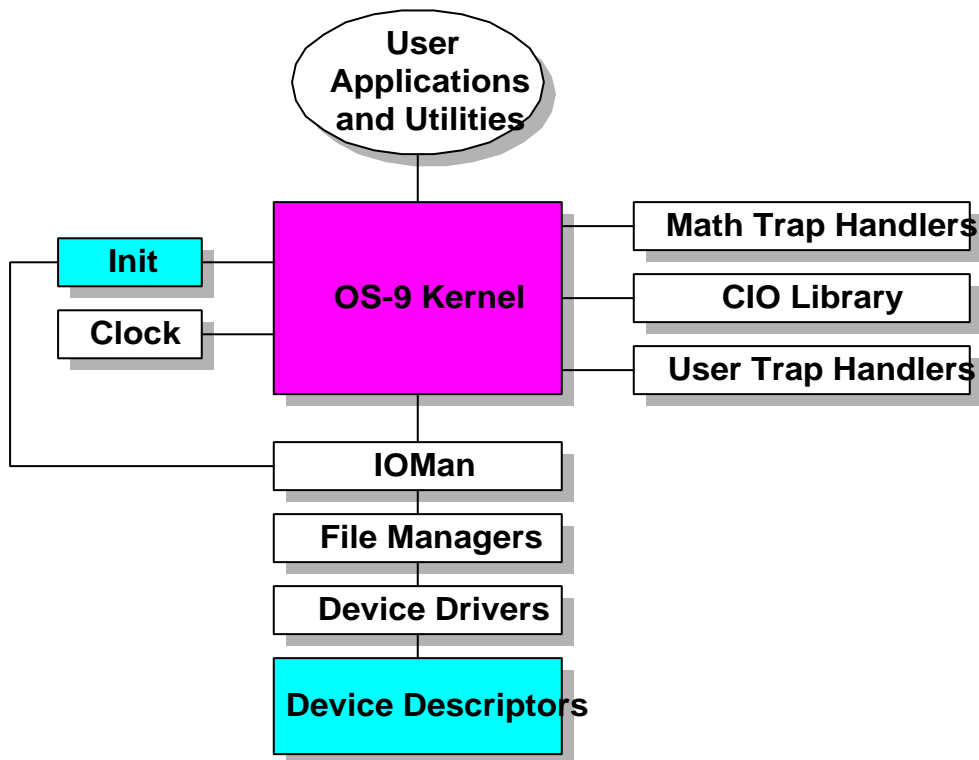 User
Applications
and Utilities
Math Trap Handlers
Init
OS-9 Kernel
CIO Library
Clock
User Trap Handlers
IOMan
File Managers
Device Drivers
Device Descriptors